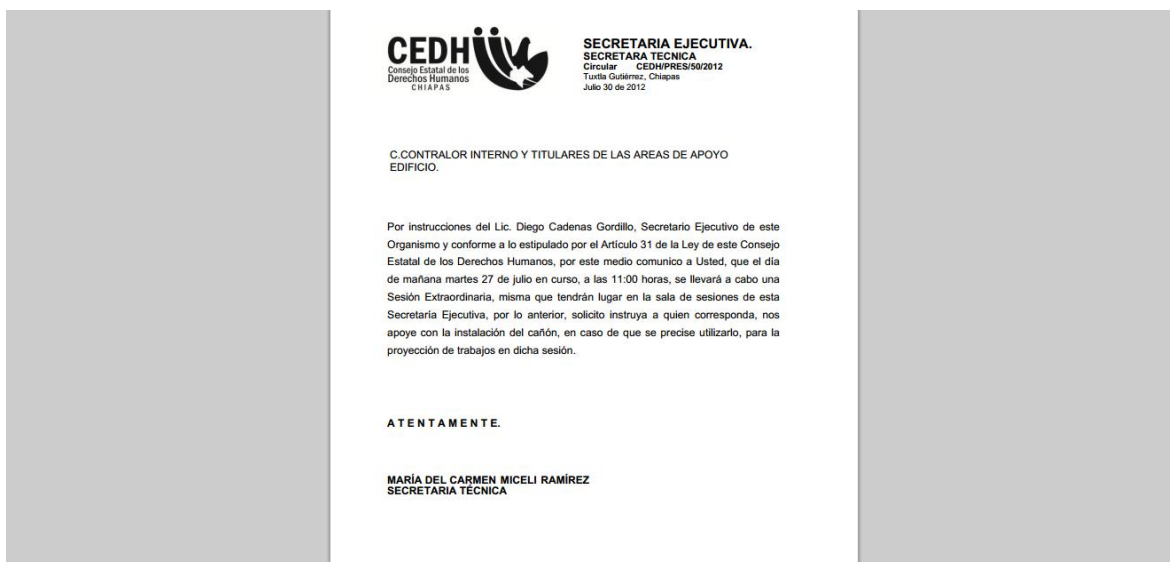 CEDH
Consejo Estatal de los
Derechos Humanos
CHIAPAS
SECRETARIA EJECUTIVA.
SECRETARA TECNICA
Circular CEDH/PRES/50/2012
Tuxtla Gutiérrez, Chiapas
Julio 30 de 2012
C.CONTRALOR INTERNO Y TITULARES DE LAS AREAS DE APOYO
EDIFICIO.
Por instrucciones del Lic. Diego Cadenas Gordillo, Secretario Ejecutivo de este
Organismo y conforme a lo estipulado por el Artículo 31 de la Ley de este Consejo
Estatal de los Derechos Humanos, por este medio comunico a Usted, que el día
de mañana martes 27 de julio en curso, a las 11:00 horas, se llevará a cabo una
Sesión Extraordinaria, misma que tendrán lugar en la sala de sesiones de esta
Secretaría Ejecutiva, por lo anterior, solicito instruya a quien corresponda, nos
apoye con la instalación del cañón, en caso de que se precise utilizarlo, para la
proyección de trabajos en dicha sesión.
A T E N T A M E N T E.
MARÍA DEL CARMEN MICELI RAMÍREZ
SECRETARIA TÉCNICA